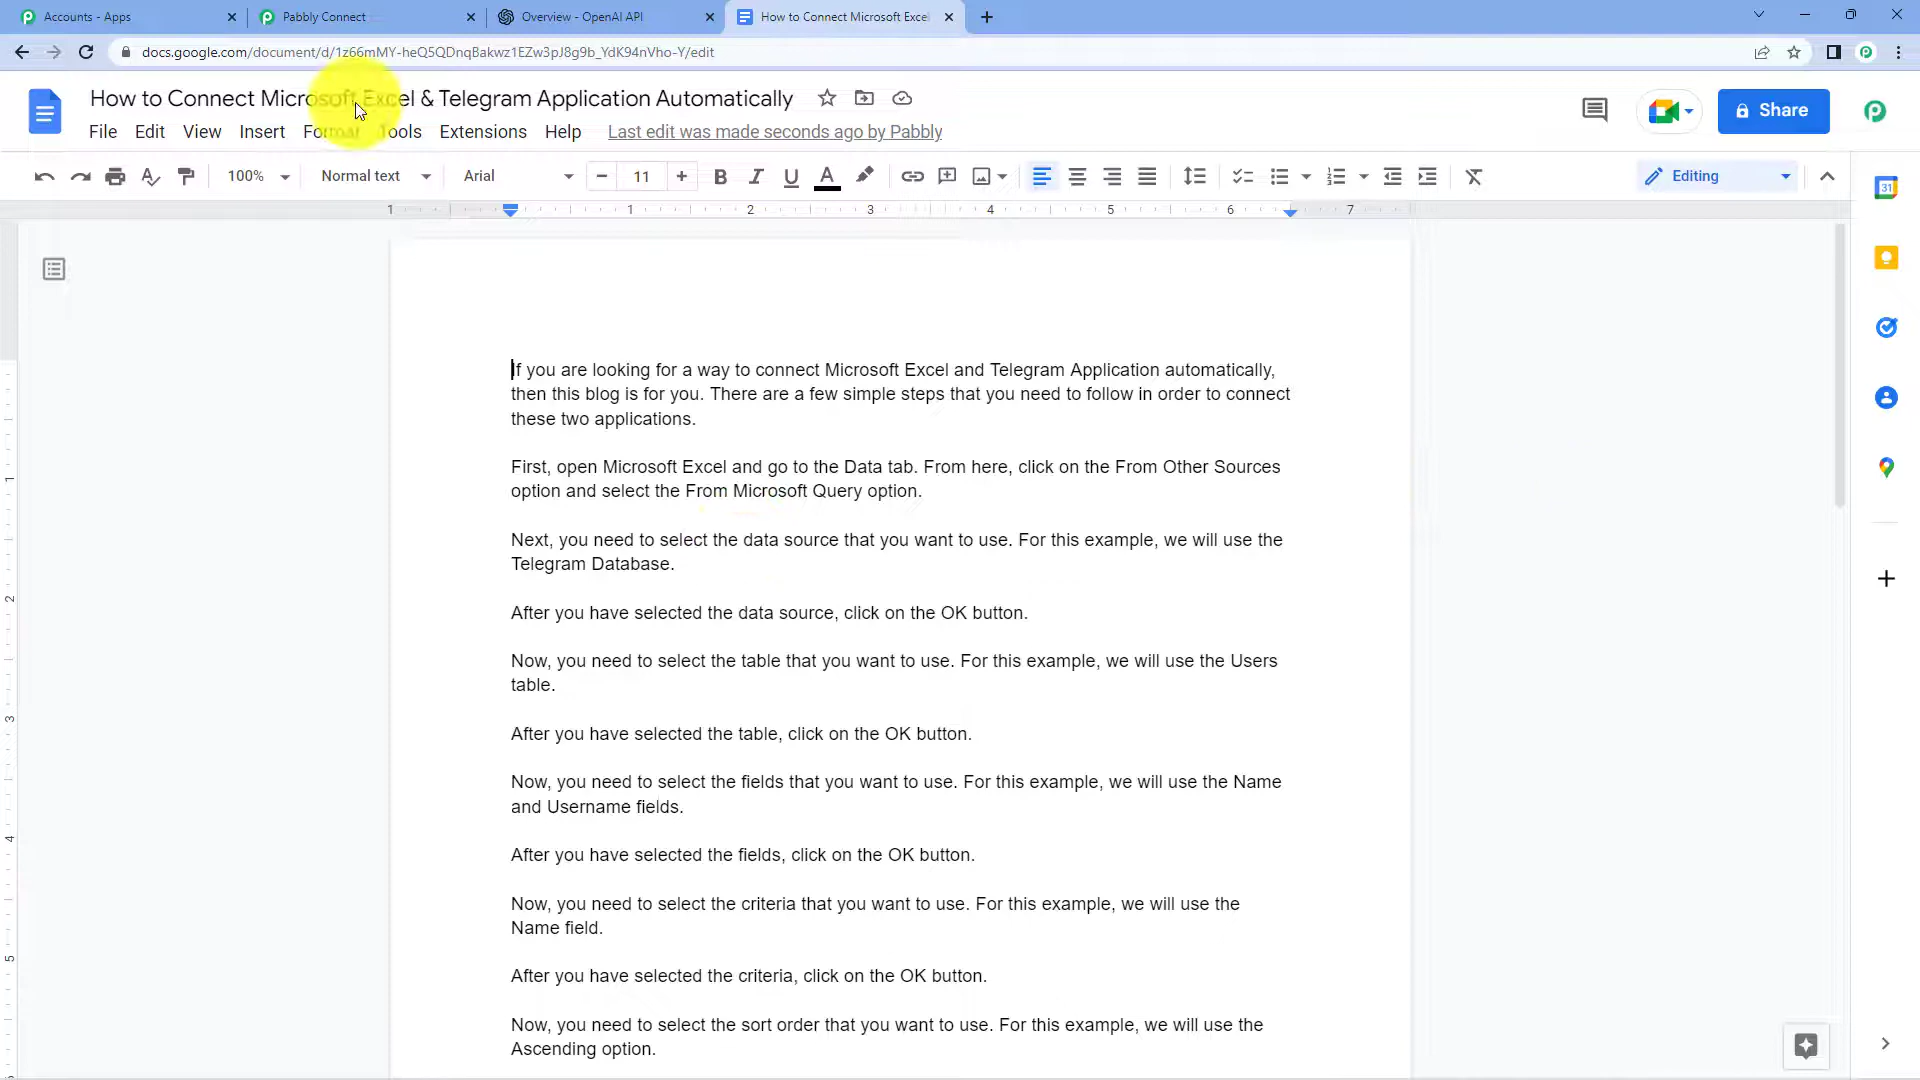 Accounts - Apps
Pabbly Connect
Overview - OpenAI API
How to Connect Microsoft Excel
docs.google.com/document/d/1z66mMY-heQ5QDnqBakwz1EZw3pJ8g9b_YdK94nVho-Y/edit
How to Connect Microsoft Excel & Telegram Application Automatically
Share
File Edit View Insert Format Tools Extensions Help Last edit was made seconds ago by Pabbly
100% Normal text Arial 11 B I U A Editing
1 1 2 3 4 5 6 7
31
If you are looking for a way to connect Microsoft Excel and Telegram Application automatically,
then this blog is for you. There are a few simple steps that you need to follow in order to connect
these two applications.
First, open Microsoft Excel and go to the Data tab. From here, click on the From Other Sources
option and select the From Microsoft Query option.
1
Next, you need to select the data source that you want to use. For this example, we will use the
Telegram Database.
2
After you have selected the data source, click on the OK button.
Now, you need to select the table that you want to use. For this example, we will use the Users
table.
3
After you have selected the table, click on the OK button.
Now, you need to select the fields that you want to use. For this example, we will use the Name
and Username fields.
4
After you have selected the fields, click on the OK button.
Now, you need to select the criteria that you want to use. For this example, we will use the
Name field.
5
After you have selected the criteria, click on the OK button.
Now, you need to select the sort order that you want to use. For this example, we will use the
Ascending option.